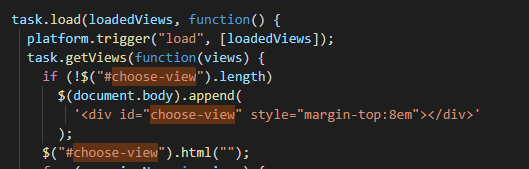 task.load(loadedViews, function() {
platform.trigger("load", [loadedViews]);
task.getViews(function(views) {
if (!$("#choose-view").length)
$(document.body).append(
'<div id="choose-view" style="margin-top:8em"></div>'
);
$("#choose-view").html("");